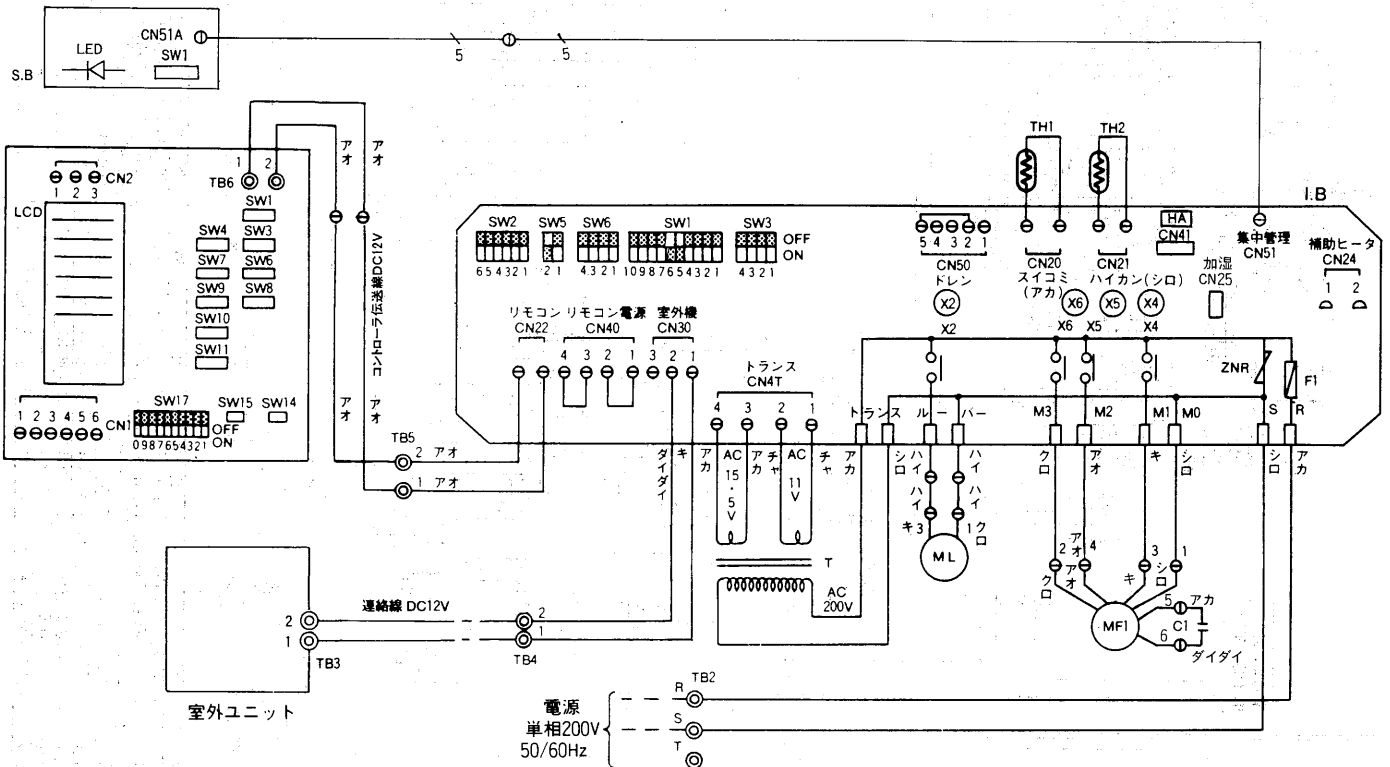 S.B
LED
CN51A
SW1
5
5
LCD
CN2
1 2 3
TB6
1 2
SW1
SW4 SW3
SW7 SW6
SW9 SW8
SW10
SW11
SW17
SW15 SW14
OFF
ON
0987654321
CN1
1 2 3 4 5 6
アオ アオ
コントローラ伝送線DC12V
アオ アオ
TB5
2 アオ
1 アオ
I.B
SW2
654321
SW5
21
SW6
4321
SW1
10987654321
SW3
4321
OFF
ON
リモコン
CN22
リモコン電源
CN40
4 3 2 1
室外機
CN30
3 2 1
ダイダイ
キ
アカ
トランス
CN4T
4 3 2 1
AC
15・5V
アカ
チャ
AC
11V
チャ
T
AC
200V
5 4 3 2 1
CN50
ドレン
X2
X2
TH1
CN20
スイコミ
(アカ)
TH2
CN21
ハイカン(シロ)
X6 X5 X4
X6 X5 X4
HA
CN41
集中管理
CN51
加湿
CN25
補助ヒータ
CN24
1 2
ZNR
F1
トランス ルーバー
M3 M2 M1 M0
S R
アカ
シロ
ハイ ハイ
ハイ ハイ
キ 3 1 クロ
ML
クロ アオ キ シロ
シロ アカ
2 アオ 4 3 1
クロ アオ キ シロ
MF1
5 アカ
C1
6
ダイダイ
室外ユニット
2
1
TB3
連絡線 DC12V
2
1
TB4
電源
単相200V
50/60Hz
TB2
R
S
T